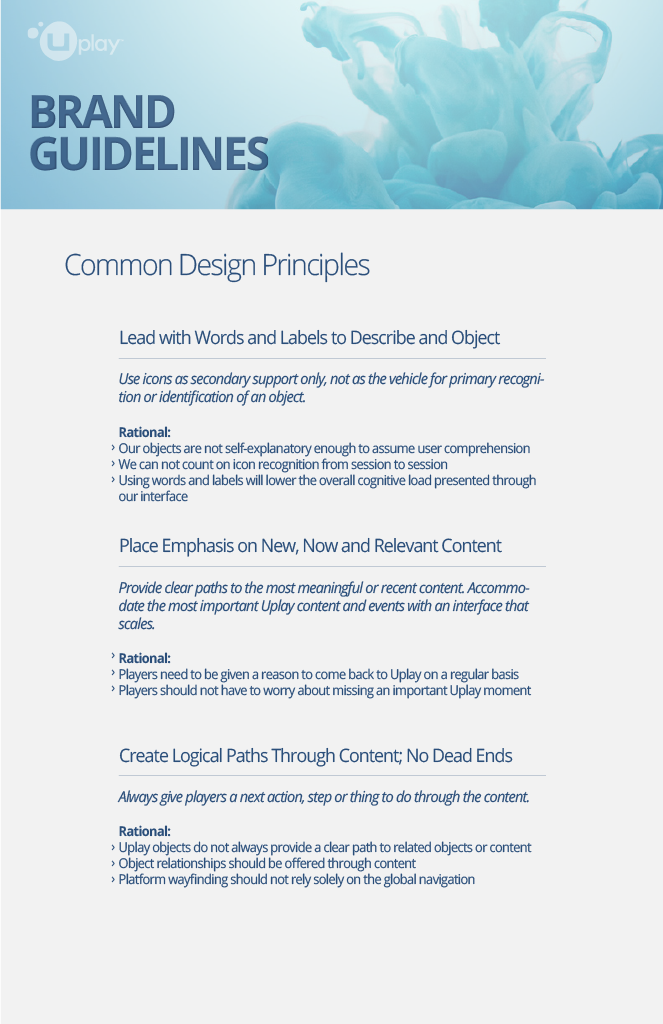 Uplay
BRAND
GUIDELINES
Common Design Principles
Lead with Words and Labels to Describe and Object
Use icons as secondary support only, not as the vehicle for primary recogni-
tion or identification of an object.
Rational:
› Our objects are not self-explanatory enough to assume user comprehension
› We can not count on icon recognition from session to session
› Using words and labels will lower the overall cognitive load presented through
our interface
Place Emphasis on New, Now and Relevant Content
Provide clear paths to the most meaningful or recent content. Accommo-
date the most important Uplay content and events with an interface that
scales.
› Rational:
› Players need to be given a reason to come back to Uplay on a regular basis
› Players should not have to worry about missing an important Uplay moment
Create Logical Paths Through Content; No Dead Ends
Always give players a next action, step or thing to do through the content.
Rational:
› Uplay objects do not always provide a clear path to related objects or content
› Object relationships should be offered through content
› Platform wayfinding should not rely solely on the global navigation